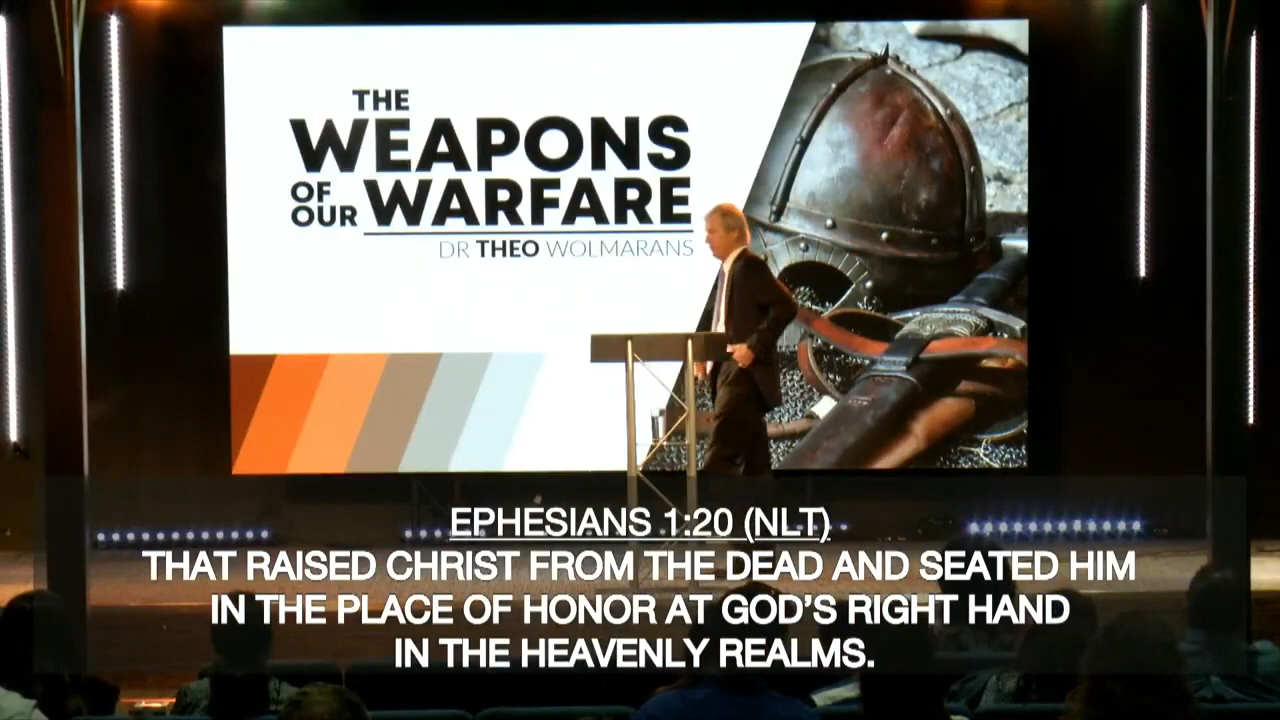 THE
WEAPONS
OF
OUR WARFARE
DR THEO WOLMARANS
EPHESIANS 1:20 (NLT)
THAT RAISED CHRIST FROM THE DEAD AND SEATED HIM
IN THE PLACE OF HONOR AT GOD’S RIGHT HAND
IN THE HEAVENLY REALMS.